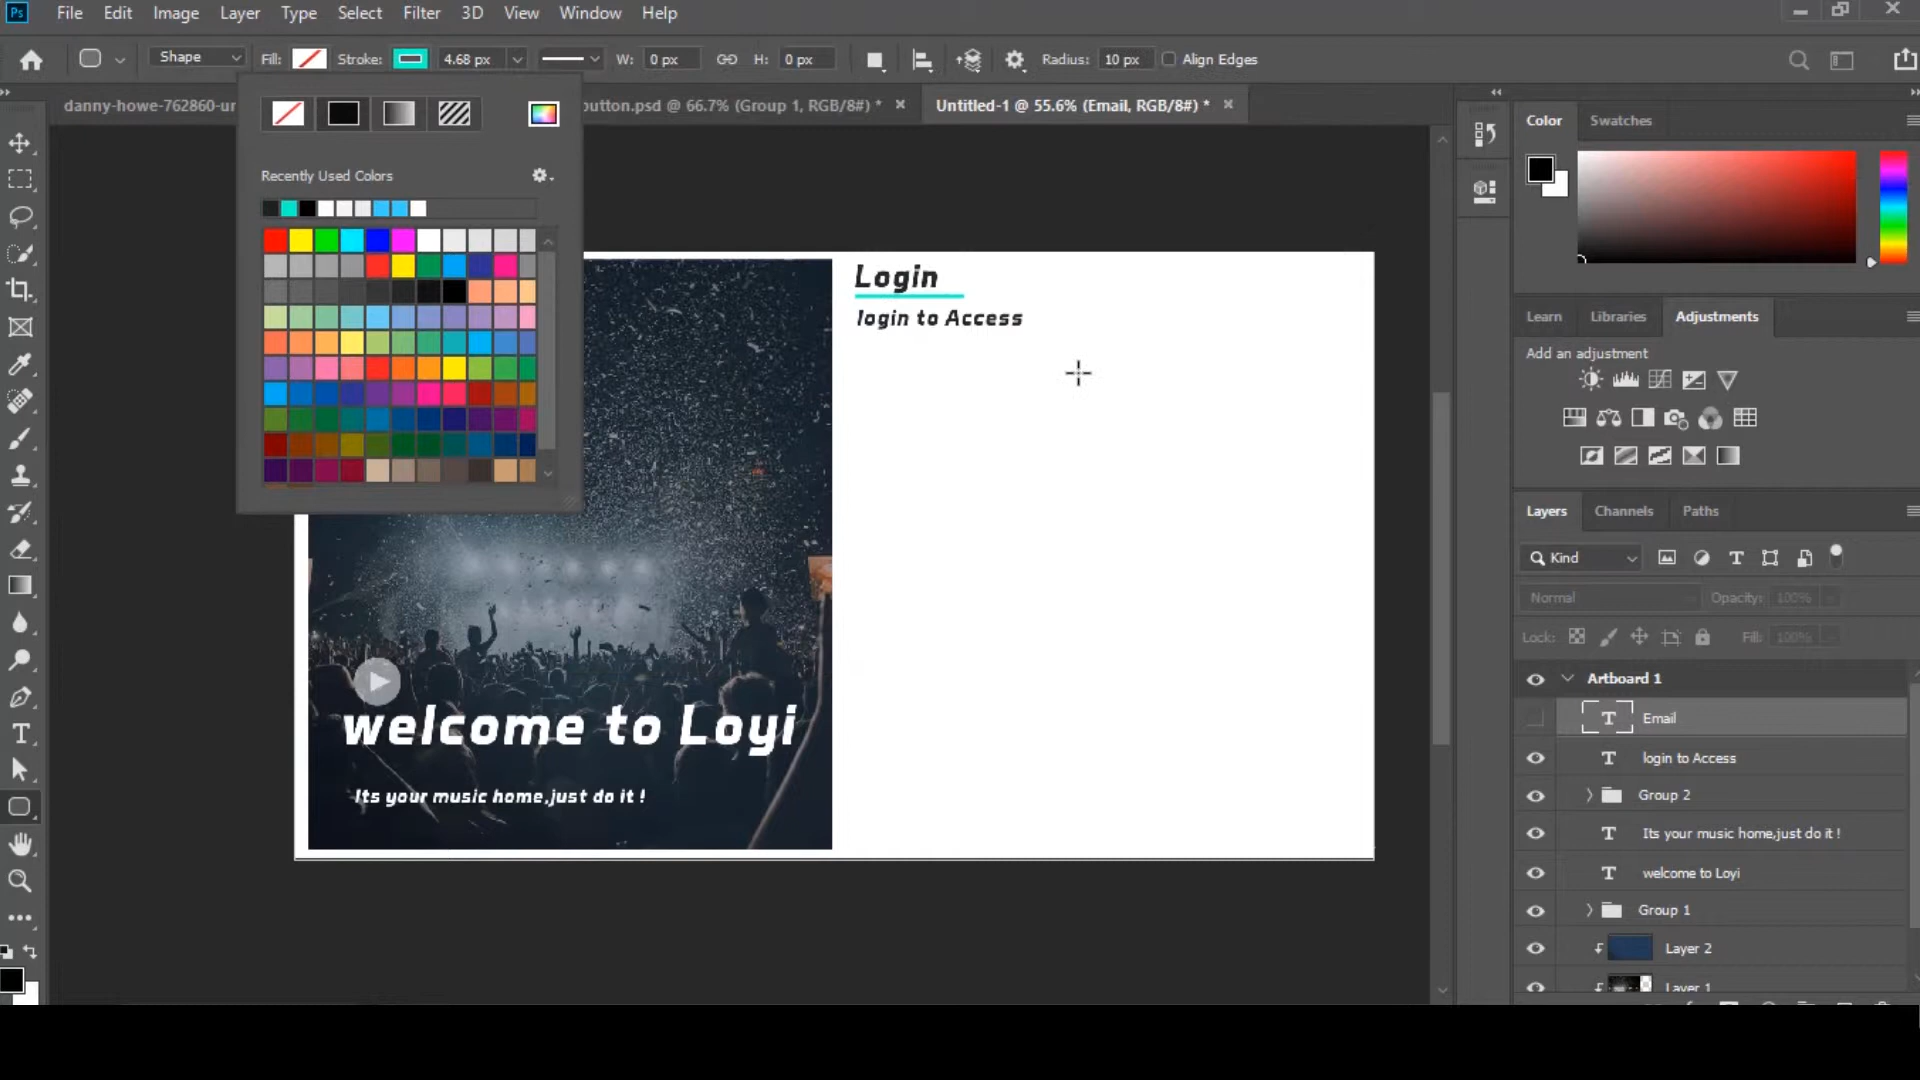 Ps File Edit Image Layer Type Select Filter 3D View Window Help
Shape Fill: Stroke: 4.68 px W: 0 px H: 0 px Radius: 10 px Align Edges
danny-howe-762860-un button.psd @ 66.7% (Group 1, RGB/8#) * Untitled-1 @ 55.6% (Email, RGB/8#) *
Recently Used Colors
Login
login to Access
welcome to Loyi
Its your music home,just do it !
Color Swatches
Learn Libraries Adjustments
Add an adjustment
Layers Channels Paths
Kind
Normal Opacity: 100%
Lock: Fill: 100%
Artboard 1
Email
login to Access
Group 2
Its your music home,just do it !
welcome to Loyi
Group 1
Layer 2
Layer 1